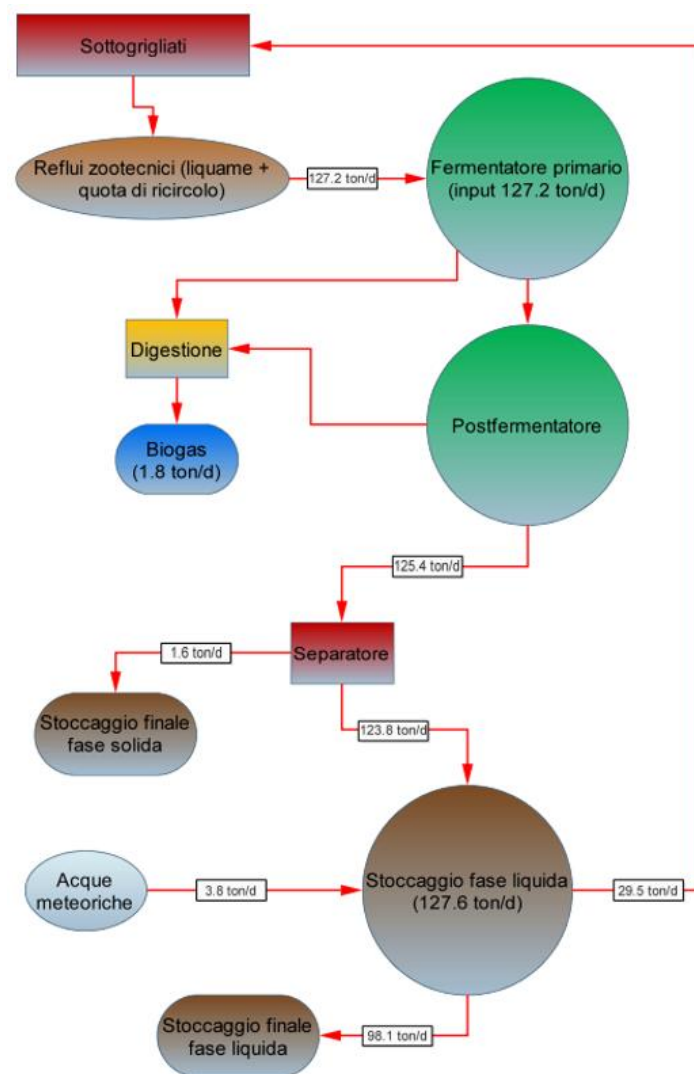 Sottogrigliati
Reflui zootecnici (liquame +
quota di ricircolo)
127.2 ton/d
Fermentatore primario
(input 127.2 ton/d)
Digestione
Biogas
(1.8 ton/d)
Postfermentatore
125.4 ton/d
Separatore
1.6 ton/d
Stoccaggio finale
fase solida
123.8 ton/d
Acque
meteoriche
3.8 ton/d
Stoccaggio fase liquida
(127.6 ton/d)
29.5 ton/d
Stoccaggio finale
fase liquida
98.1 ton/d